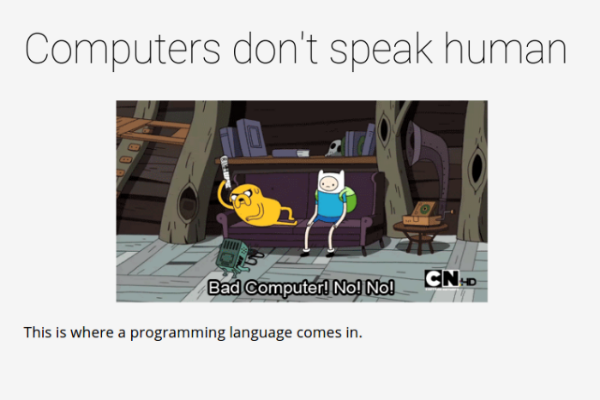 Computers don't speak human
Bad Computer! No! No!
CN HD
This is where a programming language comes in.